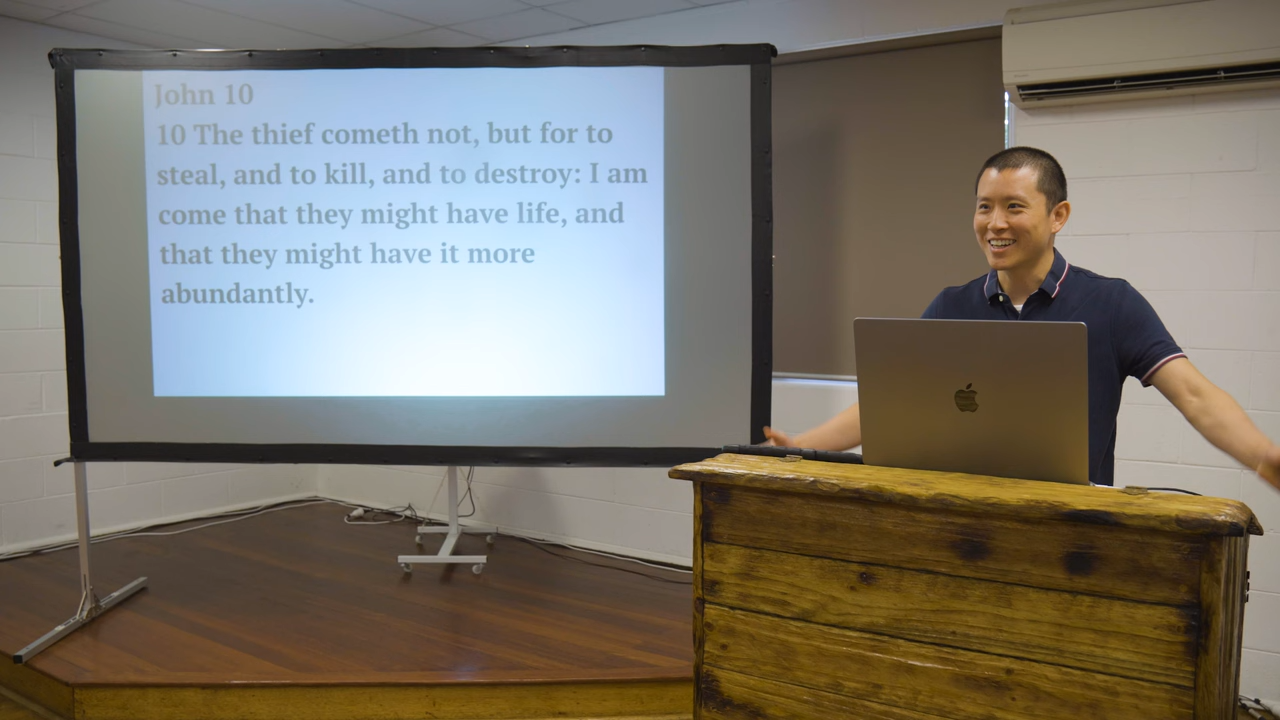 John 10
10 The thief cometh not, but for to
steal, and to kill, and to destroy: I am
come that they might have life, and
that they might have it more
abundantly.